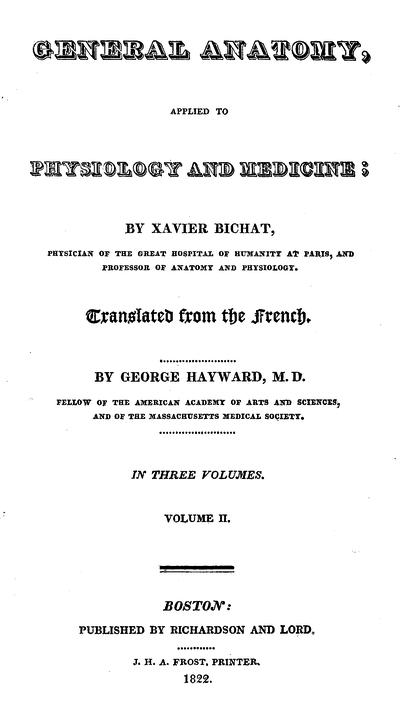 GENERAL ANATOMY,
APPLIED TO
PHYSIOLOGY AND MEDICINE;
BY XAVIER BICHAT,
PHYSICIAN OF THE GREAT HOSPITAL OF HUMANITY AT PARIS, AND
PROFESSOR OF ANATOMY AND PHYSIOLOGY.
Translated from the French.
BY GEORGE HAYWARD, M. D.
FELLOW OF THE AMERICAN ACADEMY OF ARTS AND SCIENCES,
AND OF THE MASSACHUSETTS MEDICAL SOCIETY.
IN THREE VOLUMES.
VOLUME II.
BOSTON:
PUBLISHED BY RICHARDSON AND LORD.
J. H. A. FROST, PRINTER.
1822.